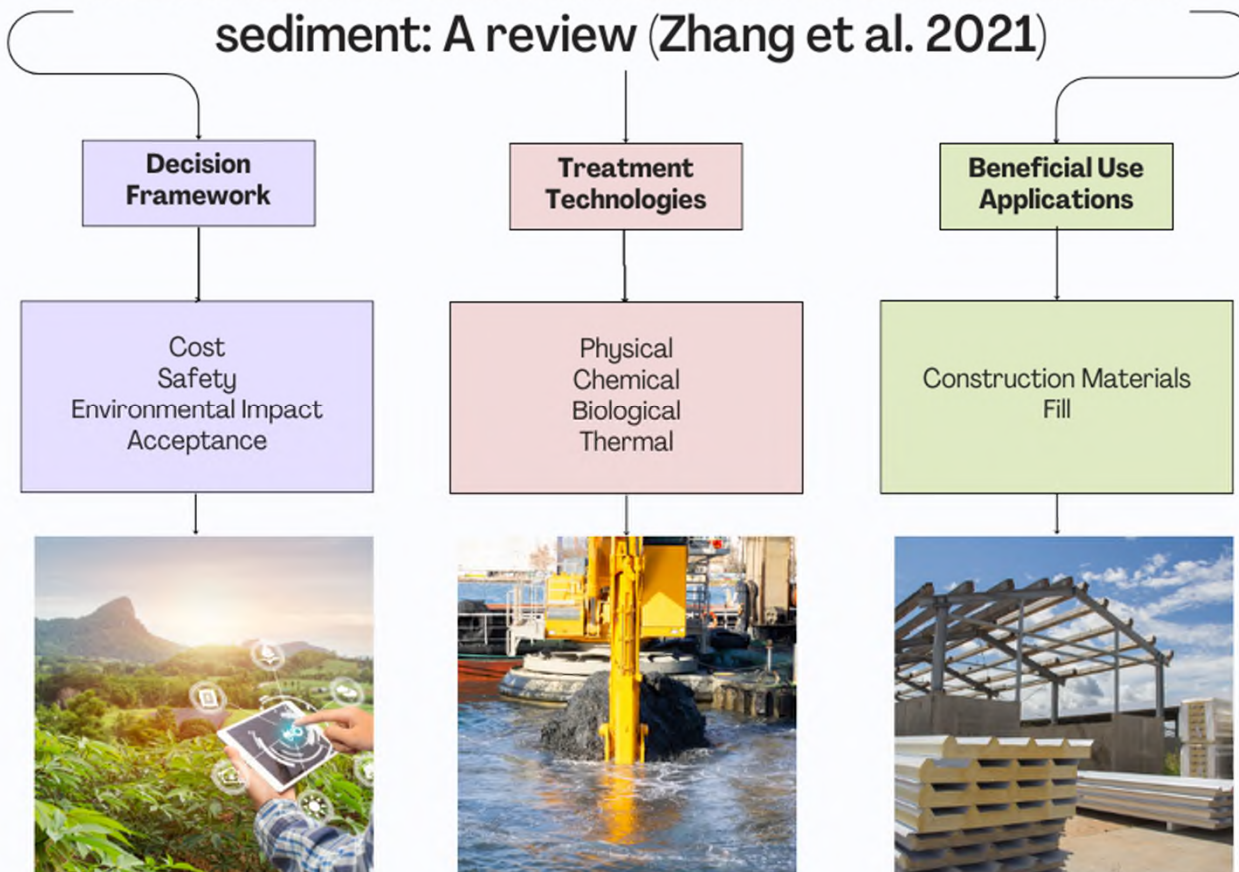 sediment: A review (Zhang et al. 2021)
Decision
Framework
Treatment
Technologies
Beneficial Use
Applications
Cost
Safety
Environmental Impact
Acceptance
Physical
Chemical
Biological
Thermal
Construction Materials
Fill